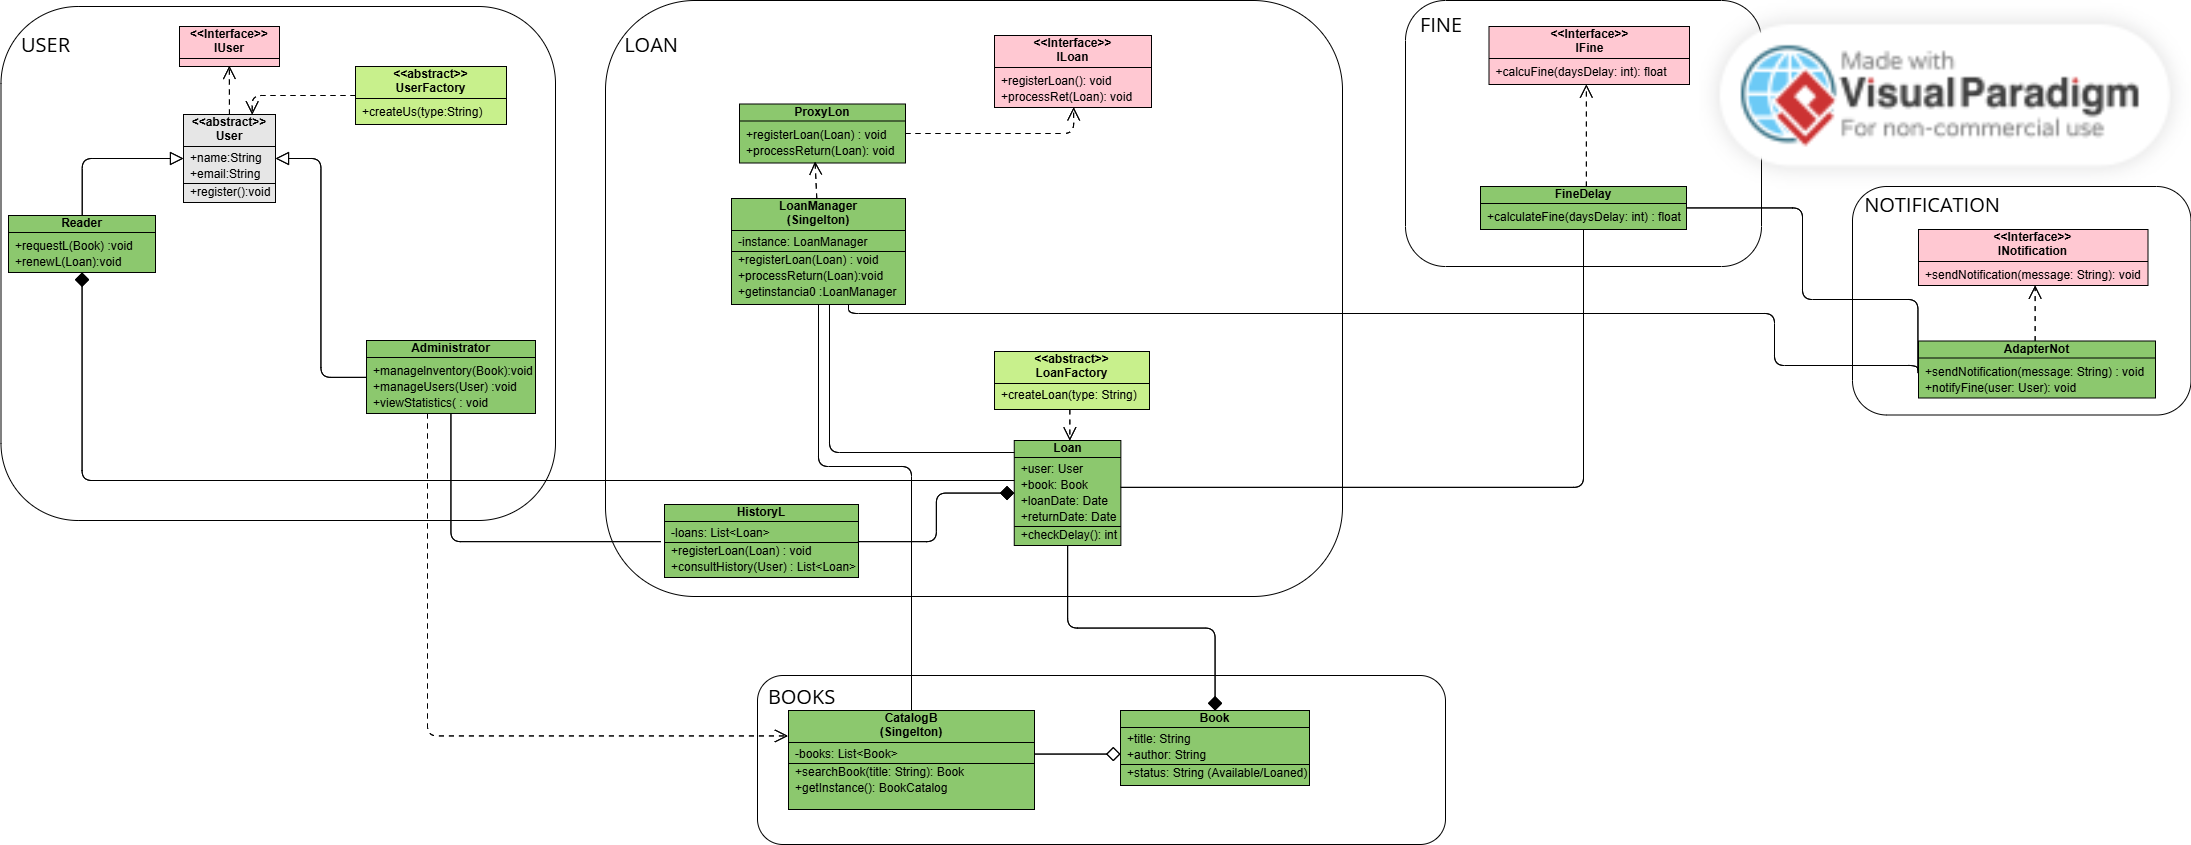 USER
<<Interface>>
IUser
<<abstract>>
UserFactory
+createUs(type:String)
<<abstract>>
User
+name:String
+email:String
+register():void
Reader
+requestL(Book) :void
+renewL(Loan):void
Administrator
+manageInventory(Book):void
+manageUsers(User) :void
+viewStatistics( : void
LOAN
<<Interface>>
ILoan
+registerLoan(): void
+processRet(Loan): void
ProxyLon
+registerLoan(Loan) : void
+processReturn(Loan): void
LoanManager
(Singelton)
-instance: LoanManager
+registerLoan(Loan) : void
+processReturn(Loan):void
+getinstancia0 :LoanManager
<<abstract>>
LoanFactory
+createLoan(type: String)
Loan
+user: User
+book: Book
+loanDate: Date
+returnDate: Date
+checkDelay(): int
HistoryL
-loans: List<Loan>
+registerLoan(Loan) : void
+consultHistory(User) : List<Loan>
FINE
<<Interface>>
IFine
+calcuFine(daysDelay: int): float
FineDelay
+calculateFine(daysDelay: int) : float
Made with
Visual Paradigm
For non-commercial use
NOTIFICATION
<<Interface>>
INotification
+sendNotification(message: String): void
AdapterNot
+sendNotification(message: String) : void
+notifyFine(user: User): void
BOOKS
CatalogB
(Singelton)
-books: List<Book>
+searchBook(title: String): Book
+getInstance(): BookCatalog
Book
+title: String
+author: String
+status: String (Available/Loaned)